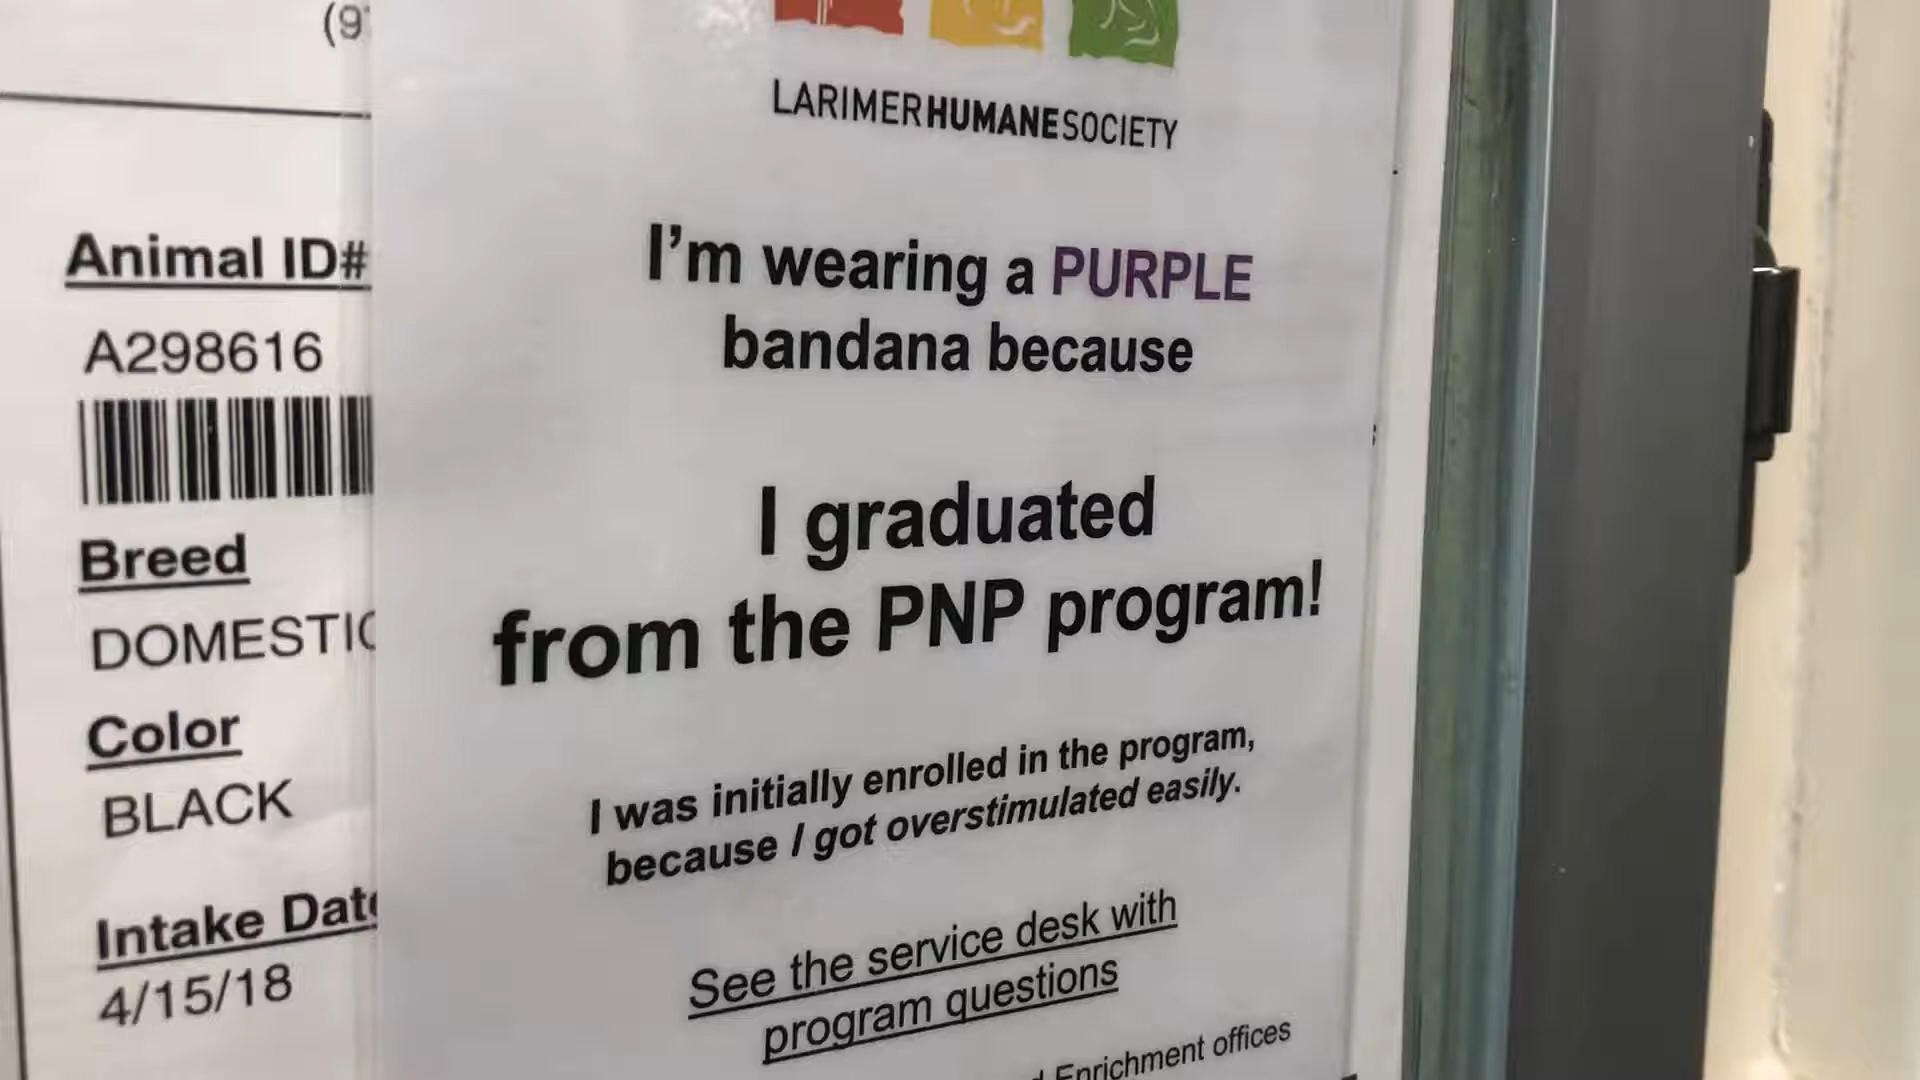 (9
Animal ID#
A298616
Breed
DOMESTIC
Color
BLACK
Intake Date
4/15/18
LARIMERHUMANESOCIETY
I'm wearing a PURPLE
bandana because
I graduated
from the PNP program!
I was initially enrolled in the program,
because I got overstimulated easily.
See the service desk with
program questions
Enrichment offices